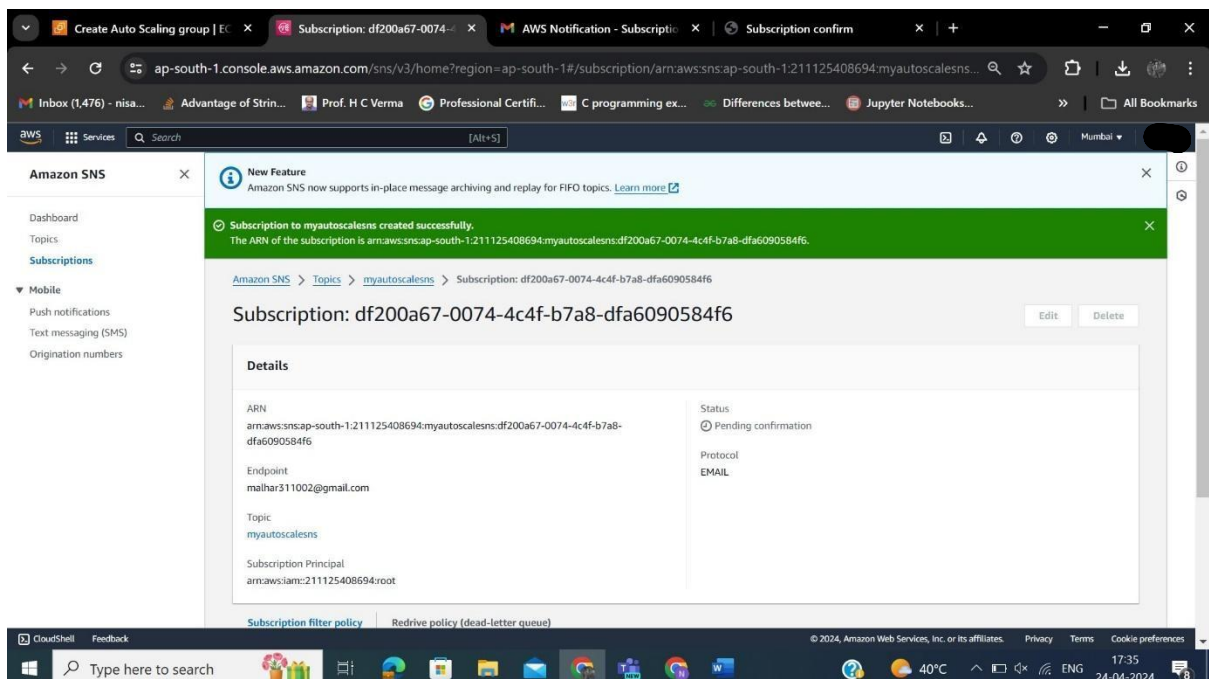 Create Auto Scaling group | EC
Subscription: df200a67-0074-4
AWS Notification - Subscriptio
Subscription confirm
ap-south-1.console.aws.amazon.com/sns/v3/home?region=ap-south-1#/subscription/arn:aws:sns:ap-south-1:211125408694:myautoscalesns...
Inbox (1,476) - nisa...
Advantage of Strin...
Prof. H C Verma
Professional Certifi...
C programming ex...
Differences betwee...
Jupyter Notebooks...
»
All Bookmarks
aws
Services
Search
[Alt+S]
Mumbai
Amazon SNS
Dashboard
Topics
Subscriptions
Mobile
Push notifications
Text messaging (SMS)
Origination numbers
New Feature
Amazon SNS now supports in-place message archiving and replay for FIFO topics. Learn more
Subscription to myautoscalesns created successfully.
The ARN of the subscription is arn:aws:sns:ap-south-1:211125408694:myautoscalesns:df200a67-0074-4c4f-b7a8-dfa6090584f6.
Amazon SNS > Topics > myautoscalesns > Subscription: df200a67-0074-4c4f-b7a8-dfa6090584f6
Subscription: df200a67-0074-4c4f-b7a8-dfa6090584f6
Edit
Delete
Details
ARN
arn:aws:sns:ap-south-1:211125408694:myautoscalesns:df200a67-0074-4c4f-b7a8-
dfa6090584f6
Endpoint
malhar311002@gmail.com
Topic
myautoscalesns
Subscription Principal
arn:aws:iam::211125408694:root
Status
Pending confirmation
Protocol
EMAIL
Subscription filter policy
Redrive policy (dead-letter queue)
CloudShell
Feedback
© 2024, Amazon Web Services, Inc. or its affiliates.
Privacy
Terms
Cookie preferences
Type here to search
40°C
ENG
17:35
24-04-2024
8